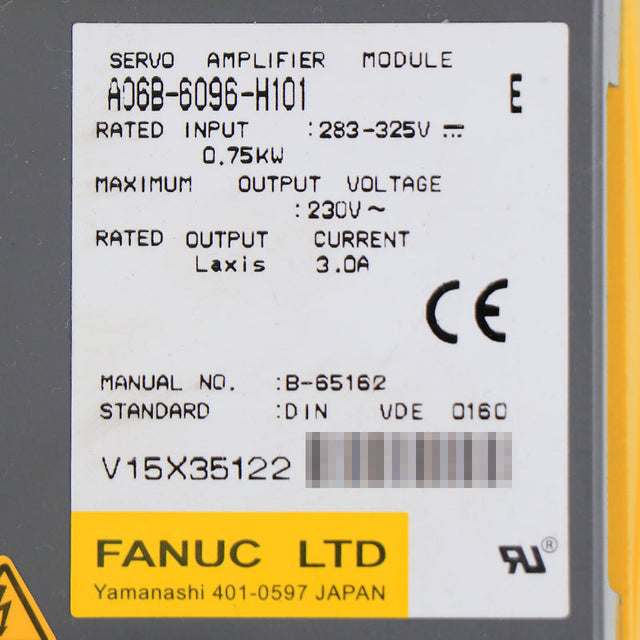 SERVO AMPLIFIER MODULE
A06B-6096-H101 E
RATED INPUT :283-325V ⎓
0.75KW
MAXIMUM OUTPUT VOLTAGE
:230V~
RATED OUTPUT CURRENT
Laxis 3.0A
CE
MANUAL NO. :B-65162
STANDARD :DIN VDE 0160
V15X35122
FANUC LTD
Yamanashi 401-0597 JAPAN
RU®